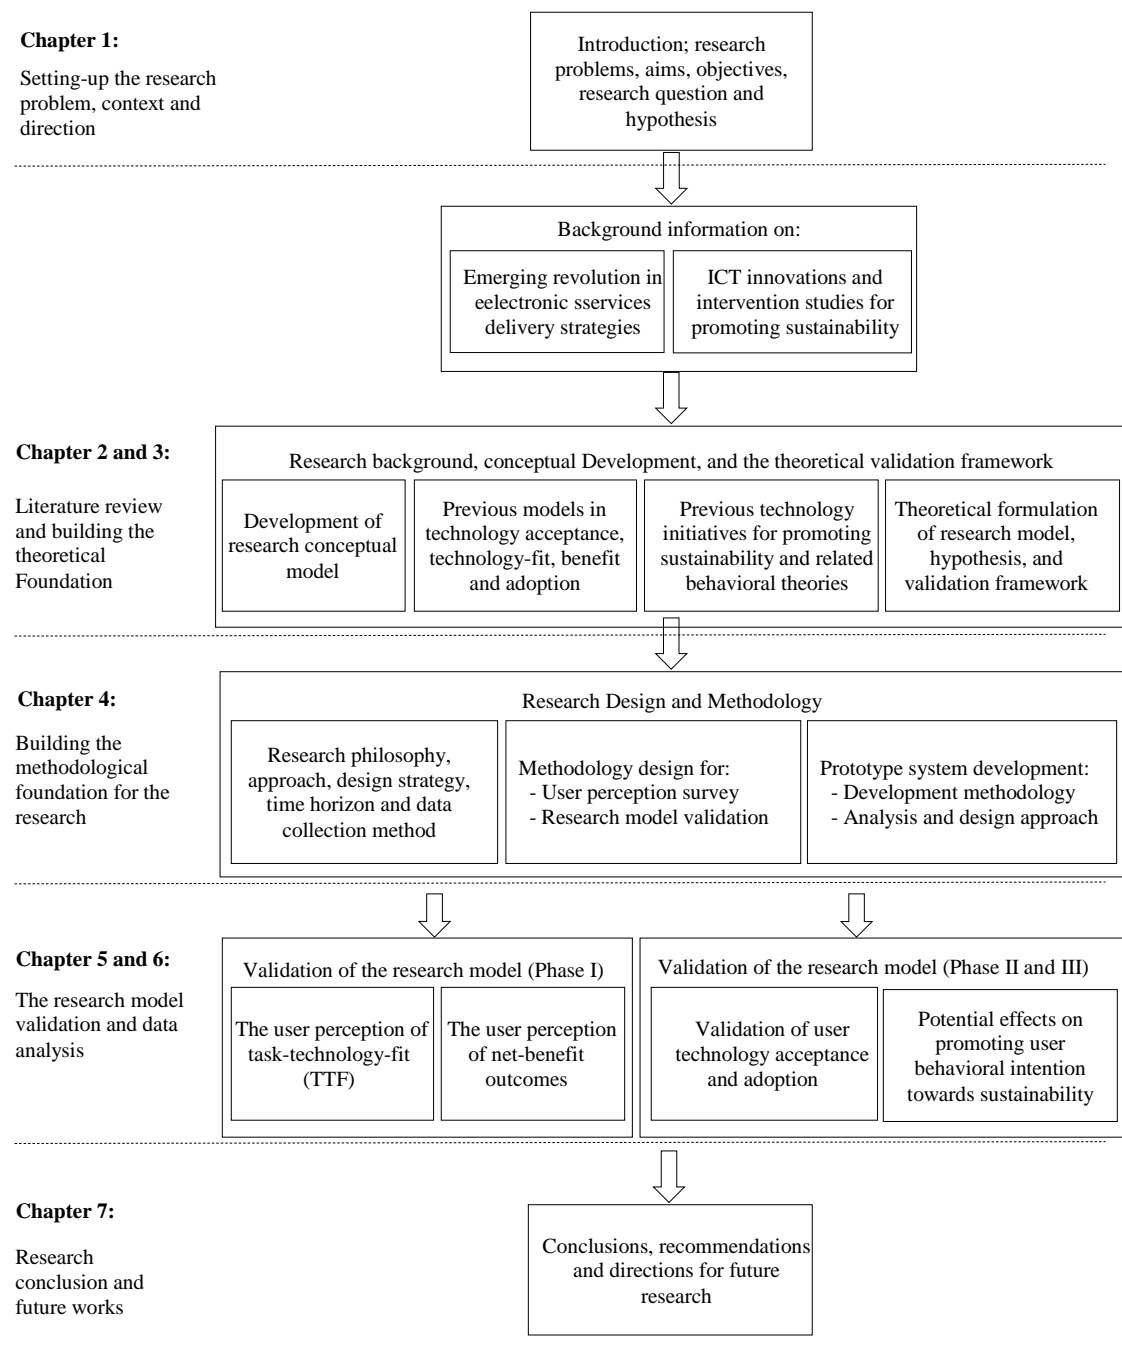 Chapter 1:
Setting-up the research
problem, context and
direction
Introduction; research
problems, aims, objectives,
research question and
hypothesis
Background information on:
Emerging revolution in
eelectronic sservices
delivery strategies
ICT innovations and
intervention studies for
promoting sustainability
Chapter 2 and 3:
Literature review
and building the
theoretical
Foundation
Research background, conceptual Development, and the theoretical validation framework
Development of
research conceptual
model
Previous models in
technology acceptance,
technology-fit, benefit
and adoption
Previous technology
initiatives for promoting
sustainability and related
behavioral theories
Theoretical formulation
of research model,
hypothesis, and
validation framework
Chapter 4:
Building the
methodological
foundation for the
research
Research Design and Methodology
Research philosophy,
approach, design strategy,
time horizon and data
collection method
Methodology design for:
- User perception survey
- Research model validation
Prototype system development:
- Development methodology
- Analysis and design approach
Chapter 5 and 6:
The research model
validation and data
analysis
Validation of the research model (Phase I)
The user perception of
task-technology-fit
(TTF)
The user perception
of net-benefit
outcomes
Validation of the research model (Phase II and III)
Validation of user
technology acceptance
and adoption
Potential effects on
promoting user
behavioral intention
towards sustainability
Chapter 7:
Research
conclusion and
future works
Conclusions, recommendations
and directions for future
research